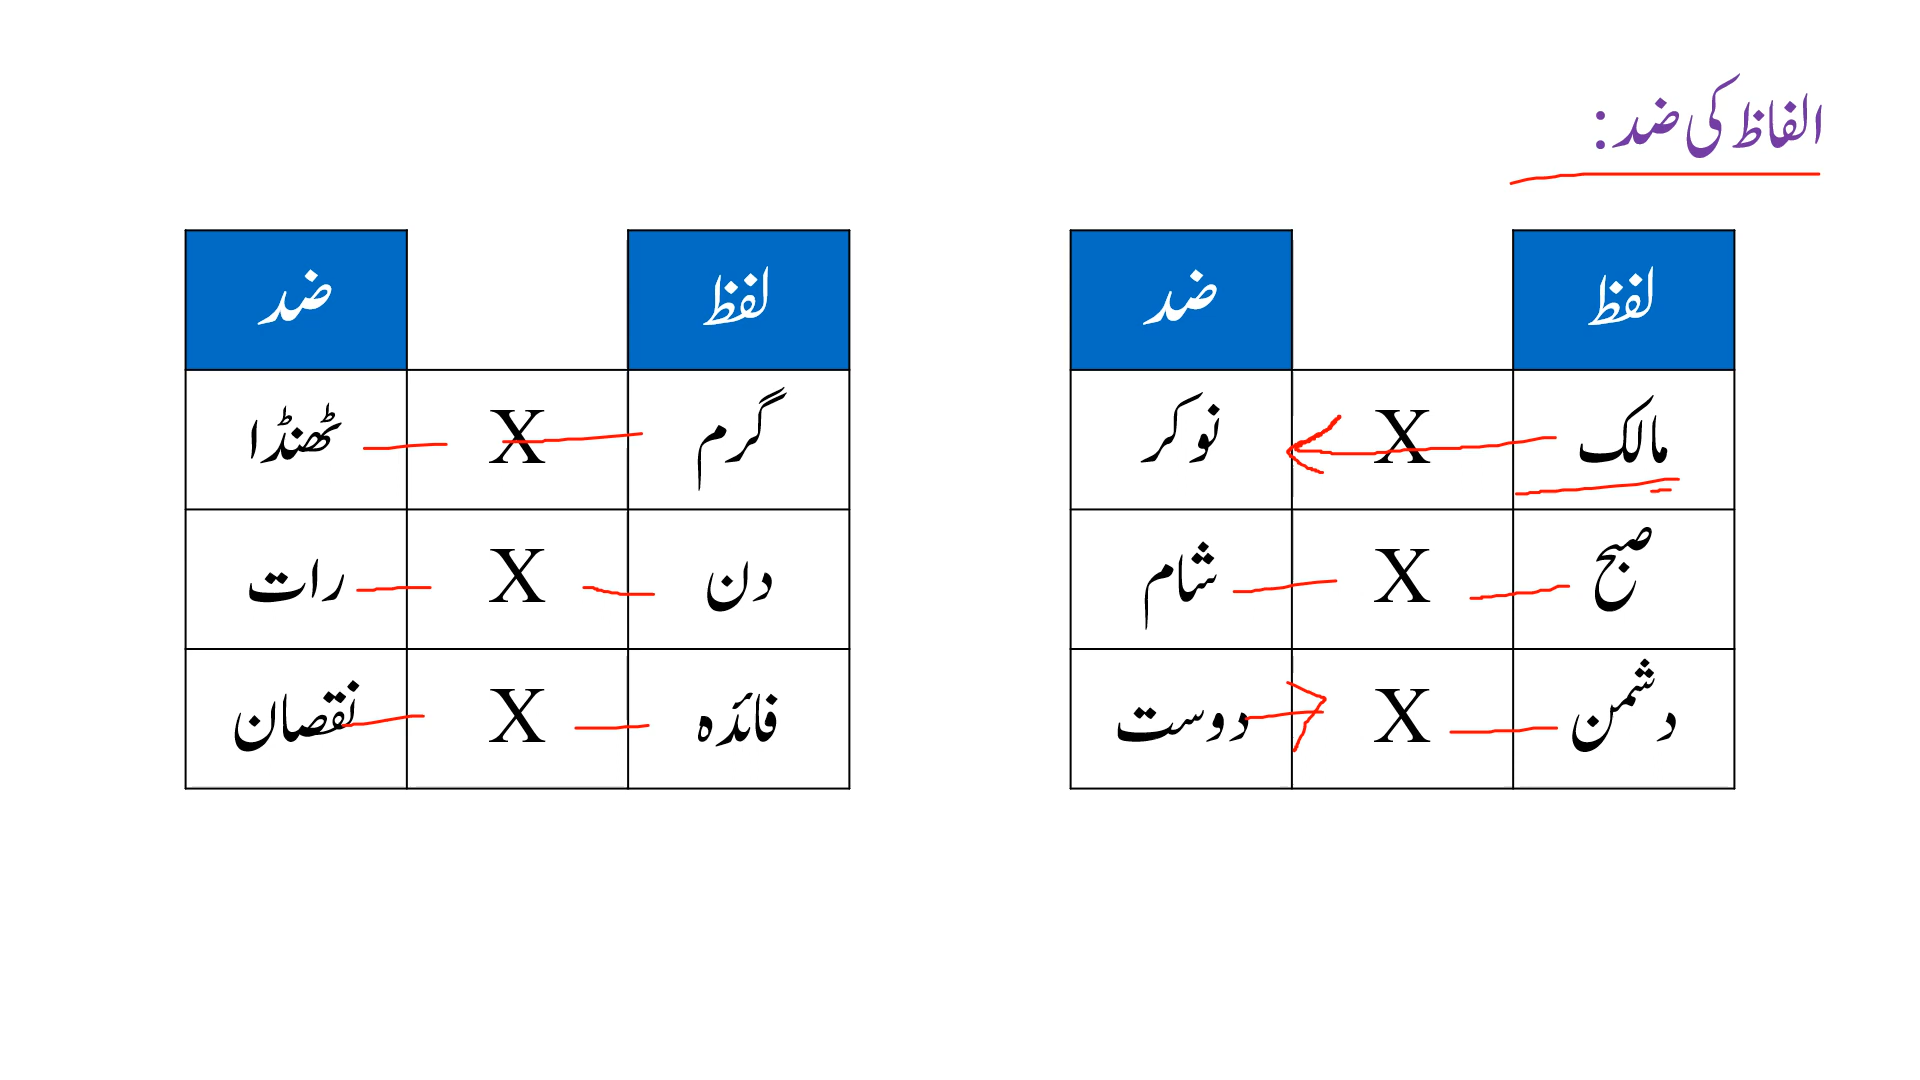 الفاظ کی ضد:
لفظ ضد
مالک X نوکر
صبح X شام
دشمن X دوست
لفظ ضد
گرم X ٹھنڈا
دن X رات
فائدہ X نقصان